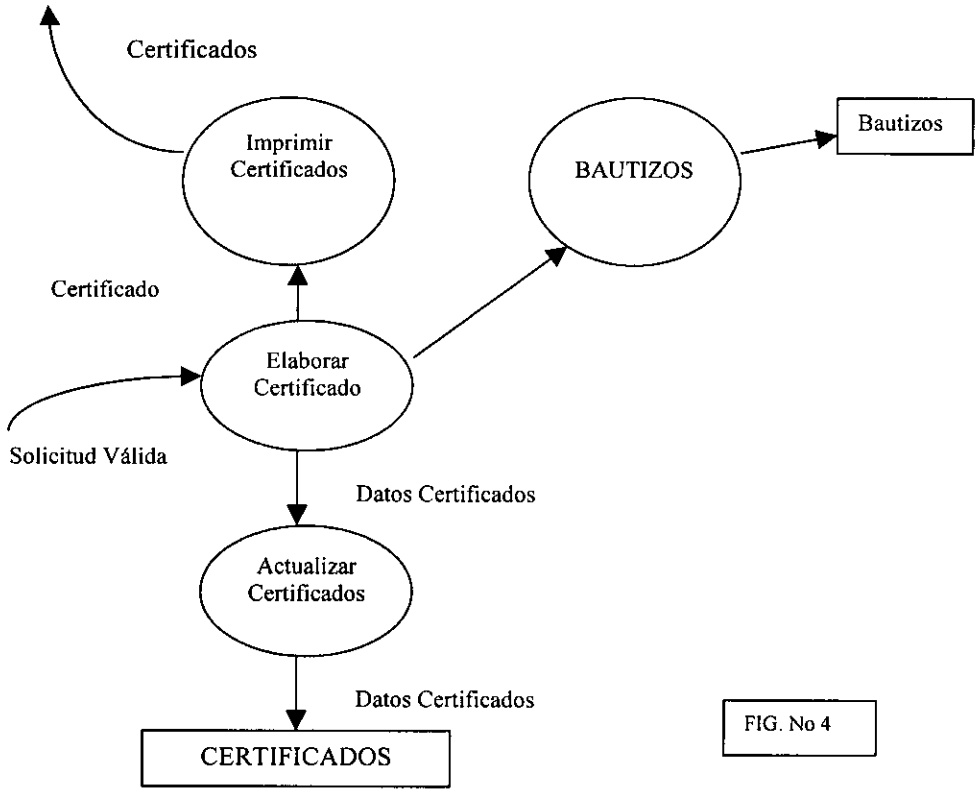 Certificados
Imprimir
Certificados
BAUTIZOS
Bautizos
Certificado
Elaborar
Certificado
Solicitud Válida
Datos Certificados
Actualizar
Certificados
Datos Certificados
CERTIFICADOS
FIG. No 4